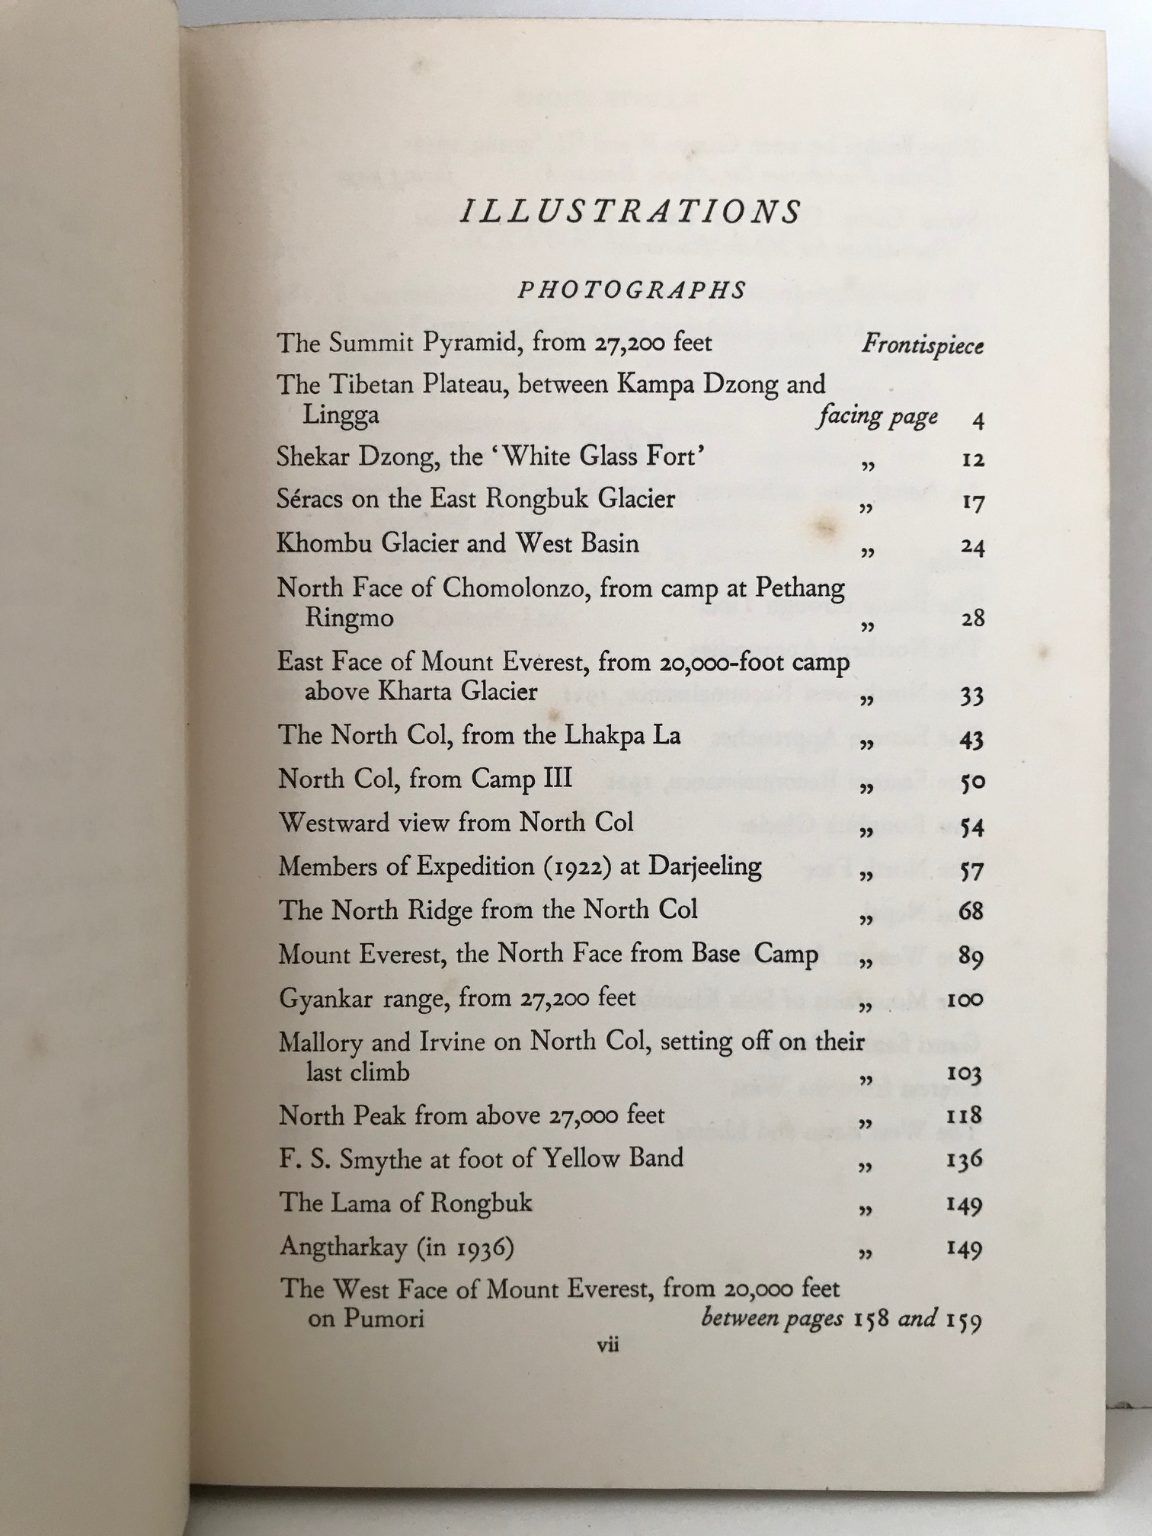 ILLUSTRATIONS
PHOTOGRAPHS
The Summit Pyramid, from 27,200 feet Frontispiece
The Tibetan Plateau, between Kampa Dzong and
Lingga facing page 4
Shekar Dzong, the ‘White Glass Fort’ „ 12
Séracs on the East Rongbuk Glacier „ 17
Khombu Glacier and West Basin „ 24
North Face of Chomolonzo, from camp at Pethang
Ringmo „ 28
East Face of Mount Everest, from 20,000-foot camp
above Kharta Glacier „ 33
The North Col, from the Lhakpa La „ 43
North Col, from Camp III „ 50
Westward view from North Col „ 54
Members of Expedition (1922) at Darjeeling „ 57
The North Ridge from the North Col „ 68
Mount Everest, the North Face from Base Camp „ 89
Gyankar range, from 27,200 feet „ 100
Mallory and Irvine on North Col, setting off on their
last climb „ 103
North Peak from above 27,000 feet „ 118
F. S. Smythe at foot of Yellow Band „ 136
The Lama of Rongbuk „ 149
Angtharkay (in 1936) „ 149
The West Face of Mount Everest, from 20,000 feet
on Pumori between pages 158 and 159
vii